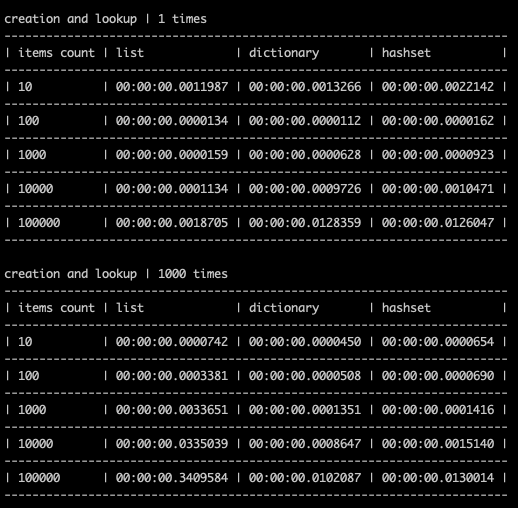 creation and lookup | 1 times
------------------------------------------------------------------------
| items count | list             | dictionary       | hashset          |
------------------------------------------------------------------------
| 10          | 00:00:00.0011987 | 00:00:00.0013266 | 00:00:00.0022142 |
------------------------------------------------------------------------
| 100         | 00:00:00.0000134 | 00:00:00.0000112 | 00:00:00.0000162 |
------------------------------------------------------------------------
| 1000        | 00:00:00.0000159 | 00:00:00.0000628 | 00:00:00.0000923 |
------------------------------------------------------------------------
| 10000       | 00:00:00.0001134 | 00:00:00.0009726 | 00:00:00.0010471 |
------------------------------------------------------------------------
| 100000      | 00:00:00.0018705 | 00:00:00.0128359 | 00:00:00.0126047 |
------------------------------------------------------------------------
creation and lookup | 1000 times
------------------------------------------------------------------------
| items count | list             | dictionary       | hashset          |
------------------------------------------------------------------------
| 10          | 00:00:00.0000742 | 00:00:00.0000450 | 00:00:00.0000654 |
------------------------------------------------------------------------
| 100         | 00:00:00.0003381 | 00:00:00.0000508 | 00:00:00.0000690 |
------------------------------------------------------------------------
| 1000        | 00:00:00.0033651 | 00:00:00.0001351 | 00:00:00.0001416 |
------------------------------------------------------------------------
| 10000       | 00:00:00.0335039 | 00:00:00.0008647 | 00:00:00.0015140 |
------------------------------------------------------------------------
| 100000      | 00:00:00.3409584 | 00:00:00.0102087 | 00:00:00.0130014 |
------------------------------------------------------------------------